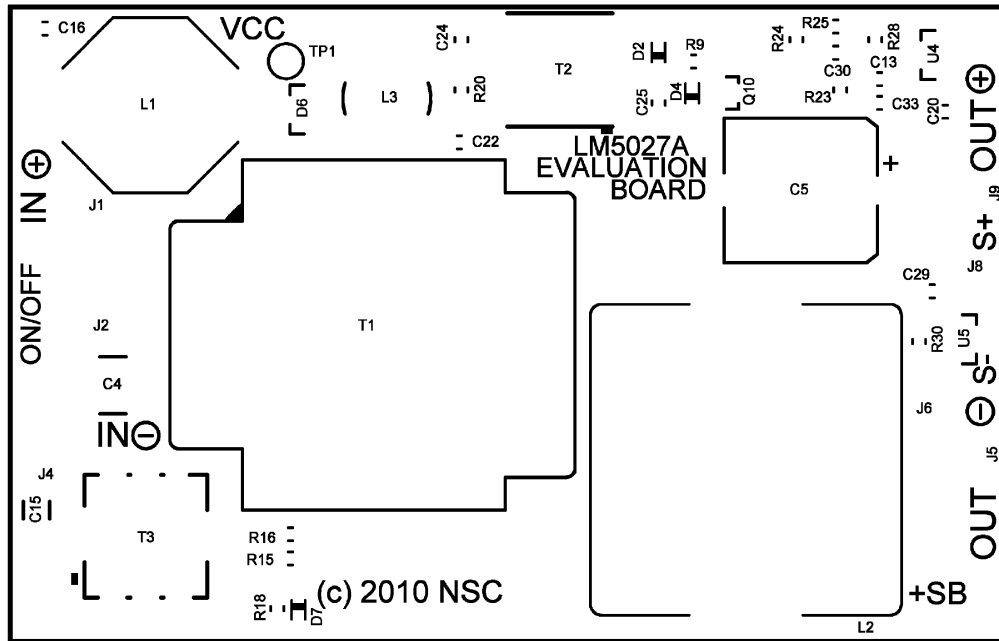 C16
VCC
TP1
L1
D6
L3
C24
R20
C22
T2
D2
R9
D4
C25
Q10
R24
R25
C30
R23
R28
C13
C33
U4
C20
OUT +
LM5027A
EVALUATION
BOARD
C5
+
J9
S+
J8
IN +
J1
ON/OFF
J2
C4
IN -
T1
C29
R30
U5
S-
J6
-
J5
OUT
J4
C15
T3
R16
R15
R18
D7
(c) 2010 NSC
+SB
L2